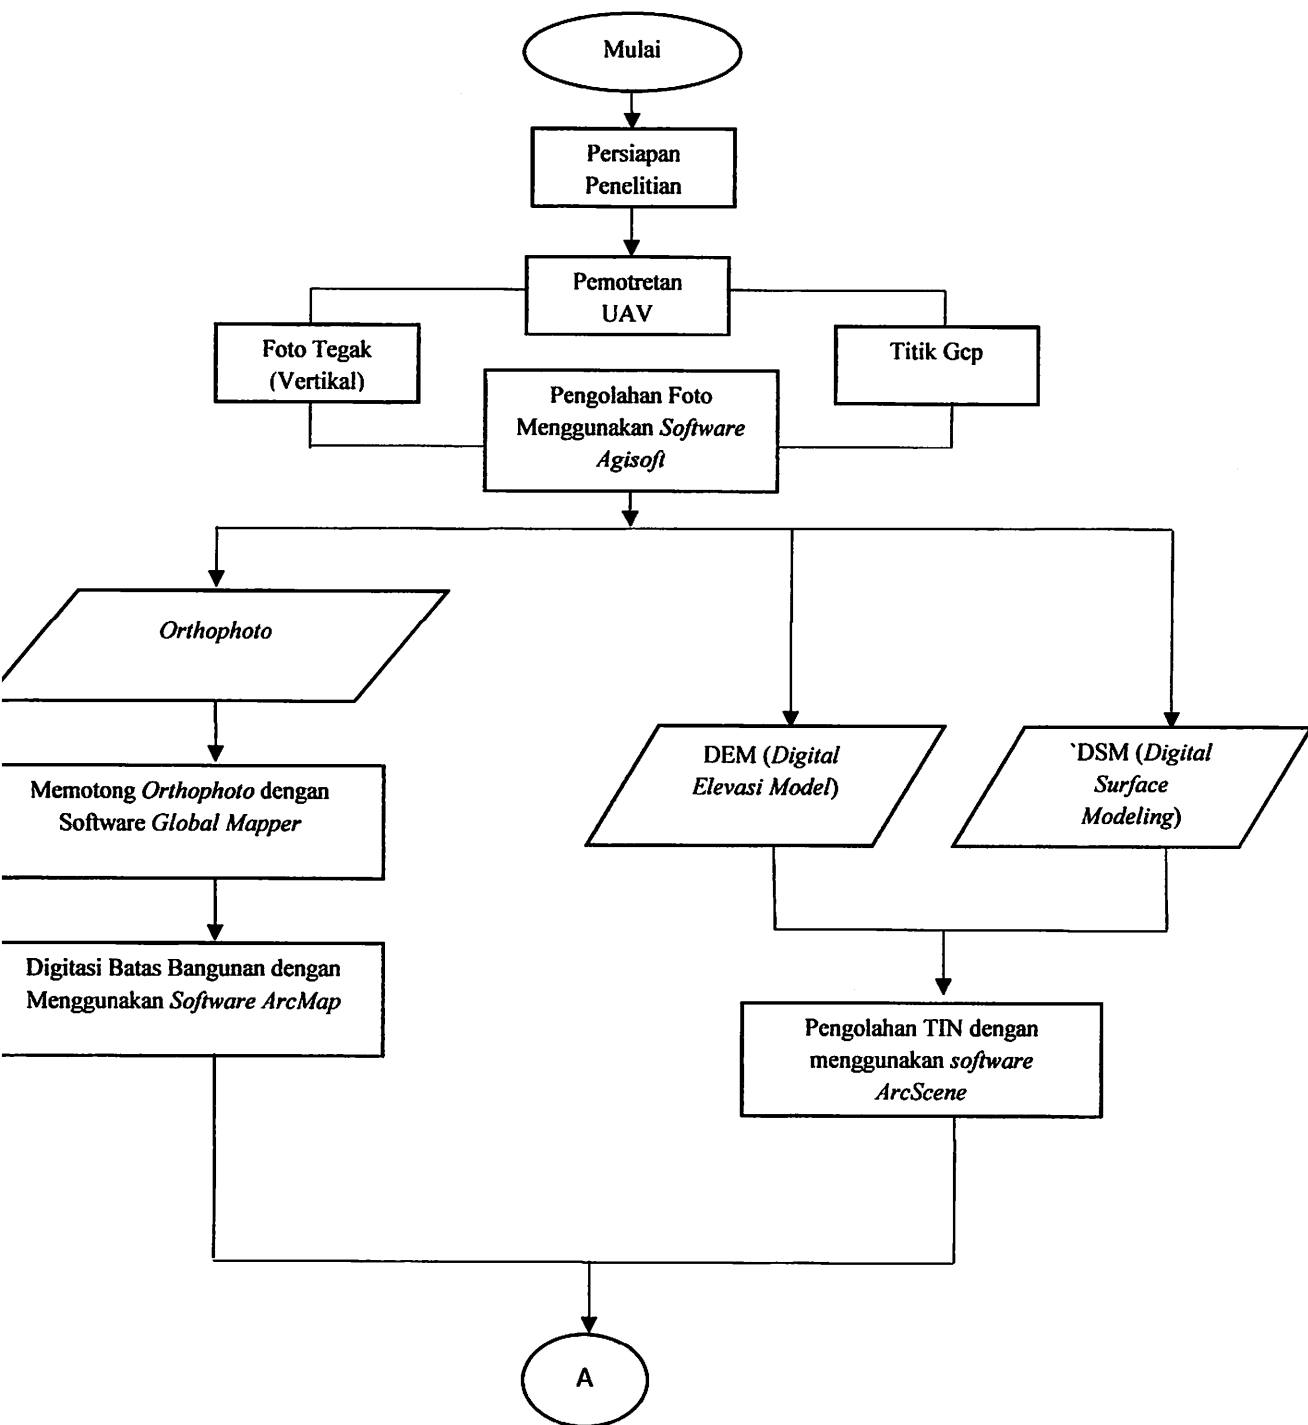 Mulai
Persiapan
Penelitian
Pemotretan
UAV
Foto Tegak
(Vertikal)
Titik Gcp
Pengolahan Foto
Menggunakan Software
Agisoft
Orthophoto
Memotong Orthophoto dengan
Software Global Mapper
Digitasi Batas Bangunan dengan
Menggunakan Software ArcMap
DEM (Digital
Elevasi Model)
`DSM (Digital
Surface
Modeling)
Pengolahan TIN dengan
menggunakan software
ArcScene
A